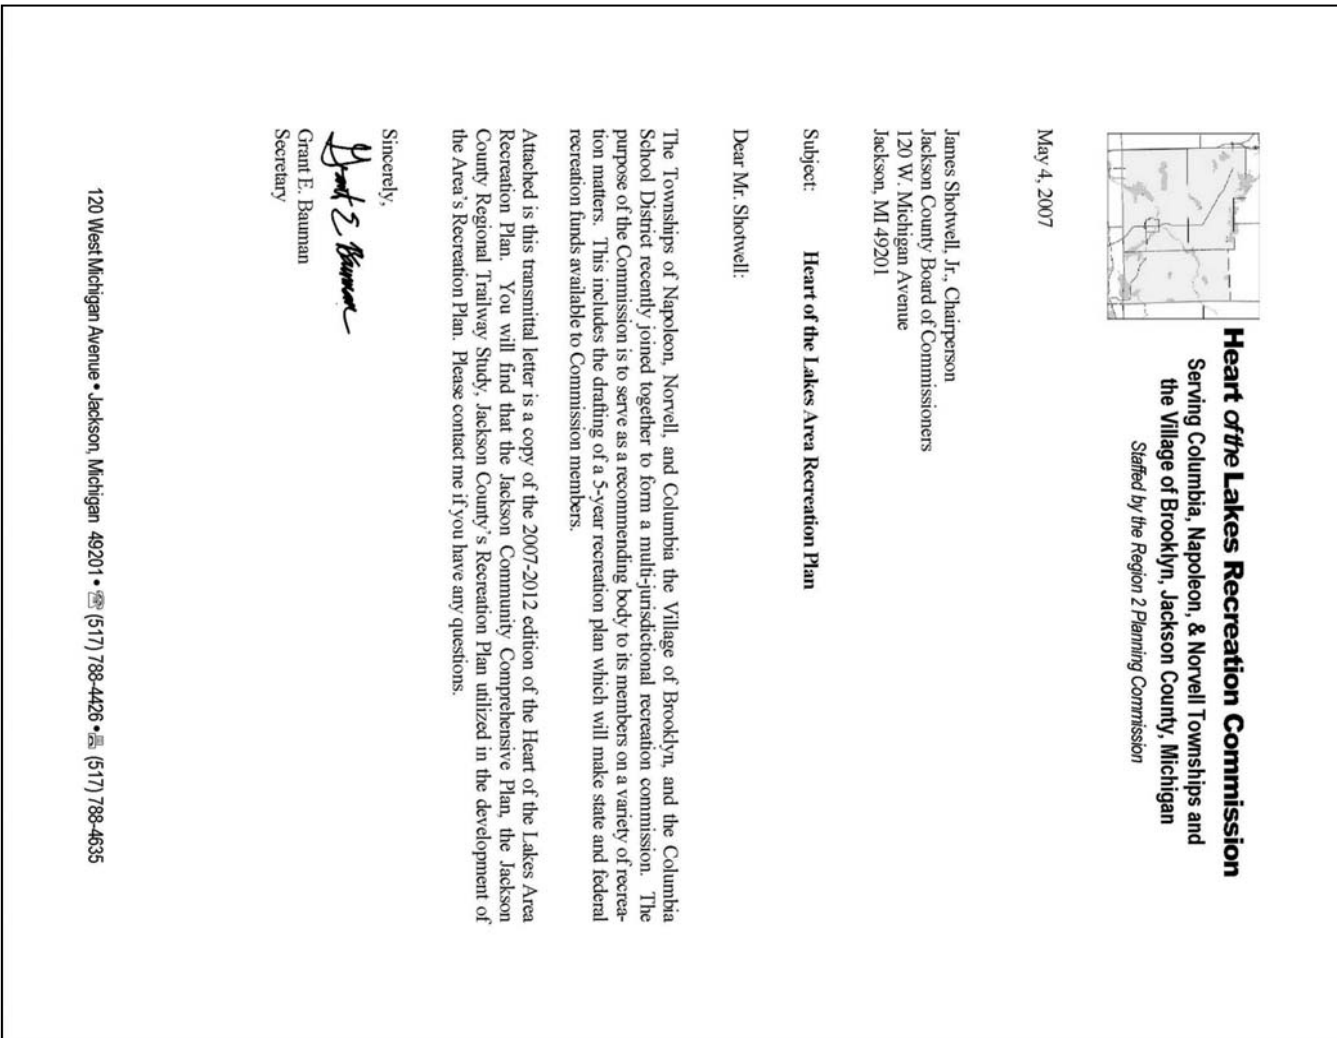 Heart of the Lakes Recreation Commission
Serving Columbia, Napoleon, & Norvell Townships and
the Village of Brooklyn, Jackson County, Michigan
Staffed by the Region 2 Planning Commission
May 4, 2007
James Shotwell, Jr., Chairperson
Jackson County Board of Commissioners
120 W. Michigan Avenue
Jackson, MI 49201
Subject: Heart of the Lakes Area Recreation Plan
Dear Mr. Shotwell:
The Townships of Napoleon, Norvell, and Columbia the Village of Brooklyn, and the Columbia
School District recently joined together to form a multi-jurisdictional recreation commission. The
purpose of the Commission is to serve as a recommending body to its members on a variety of recrea-
tion matters. This includes the drafting of a 5-year recreation plan which will make state and federal
recreation funds available to Commission members.
Attached is this transmittal letter is a copy of the 2007-2012 edition of the Heart of the Lakes Area
Recreation Plan. You will find that the Jackson Community Comprehensive Plan, the Jackson
County Regional Trailway Study, Jackson County's Recreation Plan utilized in the development of
the Area's Recreation Plan. Please contact me if you have any questions.
Sincerely,
Grant E Bauman
Grant E. Bauman
Secretary
120 West Michigan Avenue • Jackson, Michigan 49201 • ☎ (517) 788-4426 • 📠 (517) 788-4635